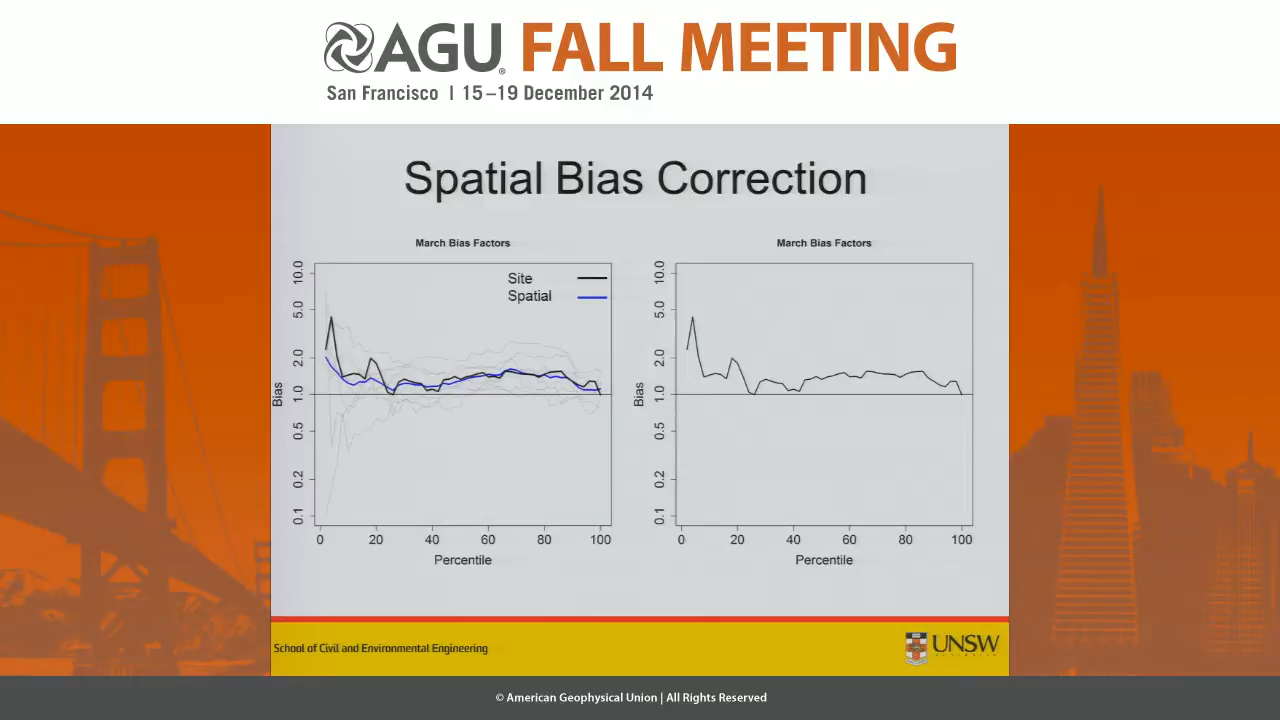 AGU FALL MEETING
San Francisco | 15–19 December 2014
Spatial Bias Correction
March Bias Factors
Site
Spatial
Bias
10.0
5.0
2.0
1.0
0.5
0.2
0.1
0 20 40 60 80 100
Percentile
March Bias Factors
Bias
10.0
5.0
2.0
1.0
0.5
0.2
0.1
0 20 40 60 80 100
Percentile
School of Civil and Environmental Engineering
UNSW
© American Geophysical Union | All Rights Reserved